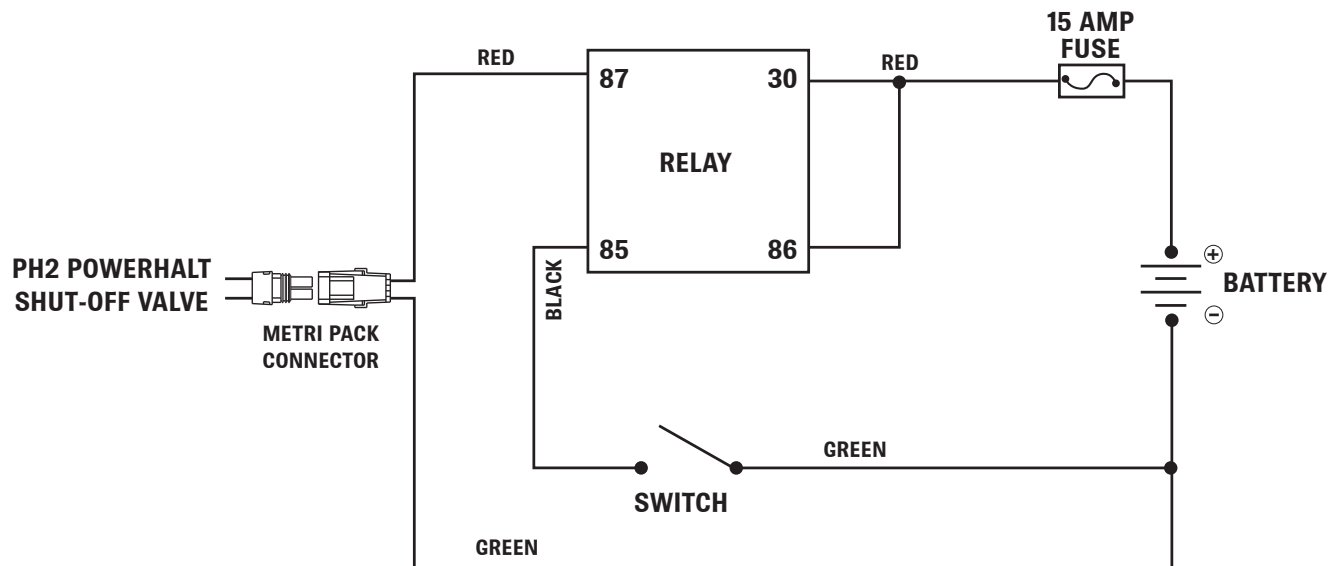 15 AMP
FUSE
RED
87
30
RED
RELAY
85
86
BLACK
PH2 POWERHALT
SHUT-OFF VALVE
METRI PACK
CONNECTOR
+
BATTERY
−
GREEN
SWITCH
GREEN